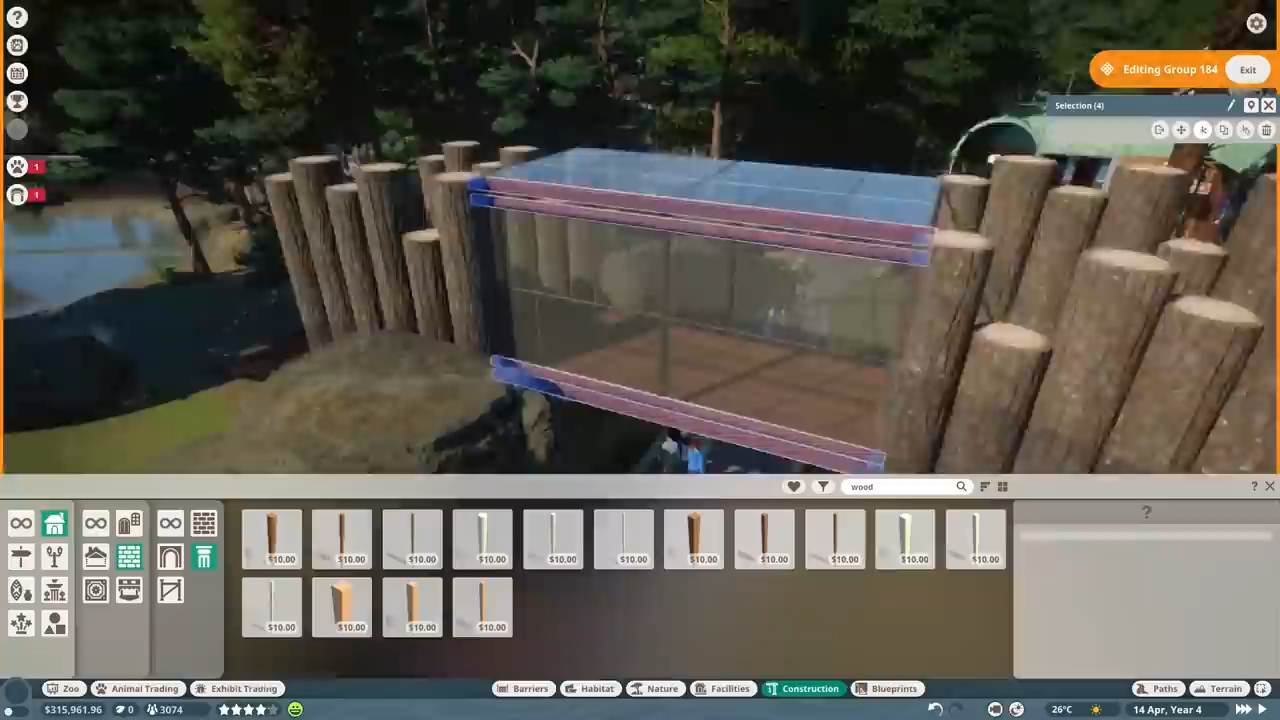 Editing Group 184 Exit
Selection (4)
1
1
wood
$10.00 $10.00 $10.00 $10.00 $10.00 $10.00 $10.00 $10.00 $10.00 $10.00 $10.00
$10.00 $10.00 $10.00 $10.00
Zoo Animal Trading Exhibit Trading Barriers Habitat Nature Facilities Construction Blueprints Paths Terrain
$315,961.96 0 3074 26°C 14 Apr, Year 4